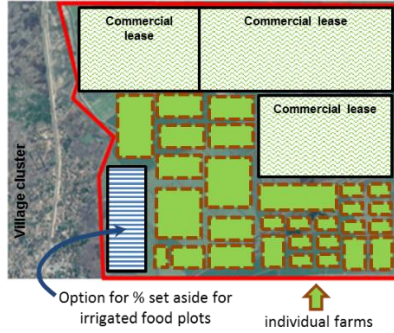 Commercial
lease
Commercial lease
Commercial lease
Village cluster
Option for % set aside for
irrigated food plots
individual farms